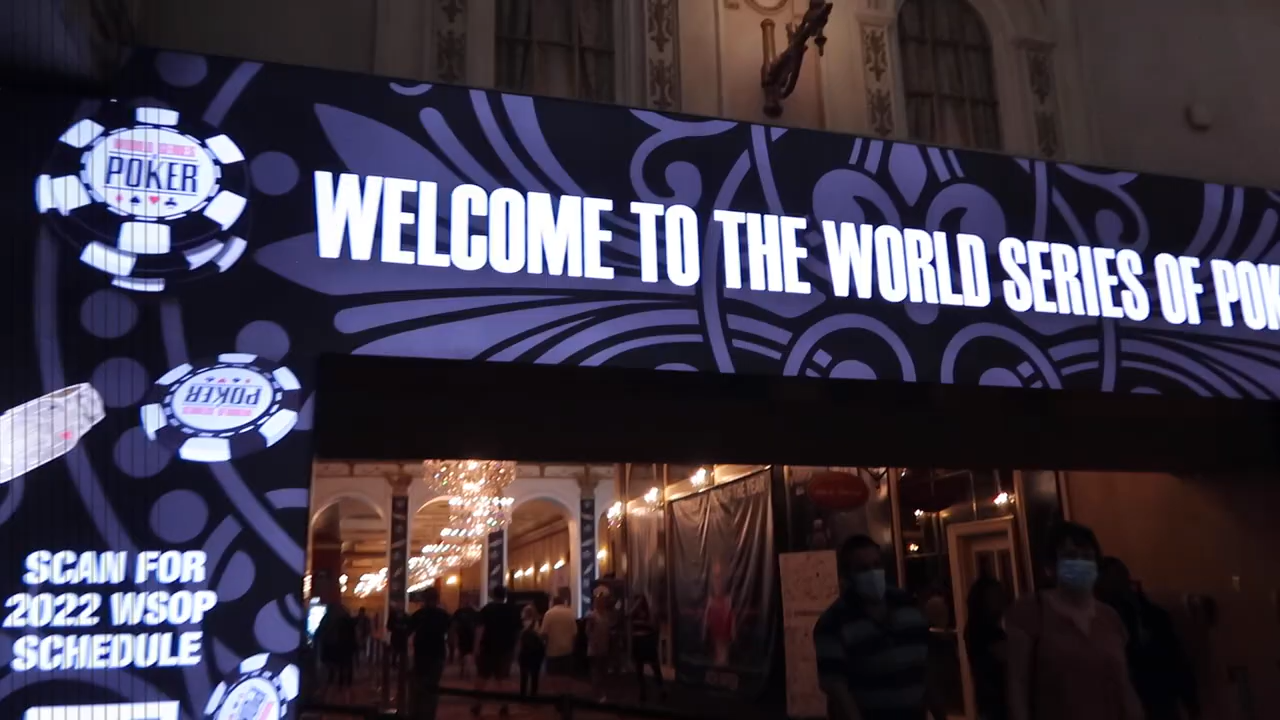 POKER
WELCOME TO THE WORLD SERIES OF POK
POKER
SCAN FOR
2022 WSOP
SCHEDULE